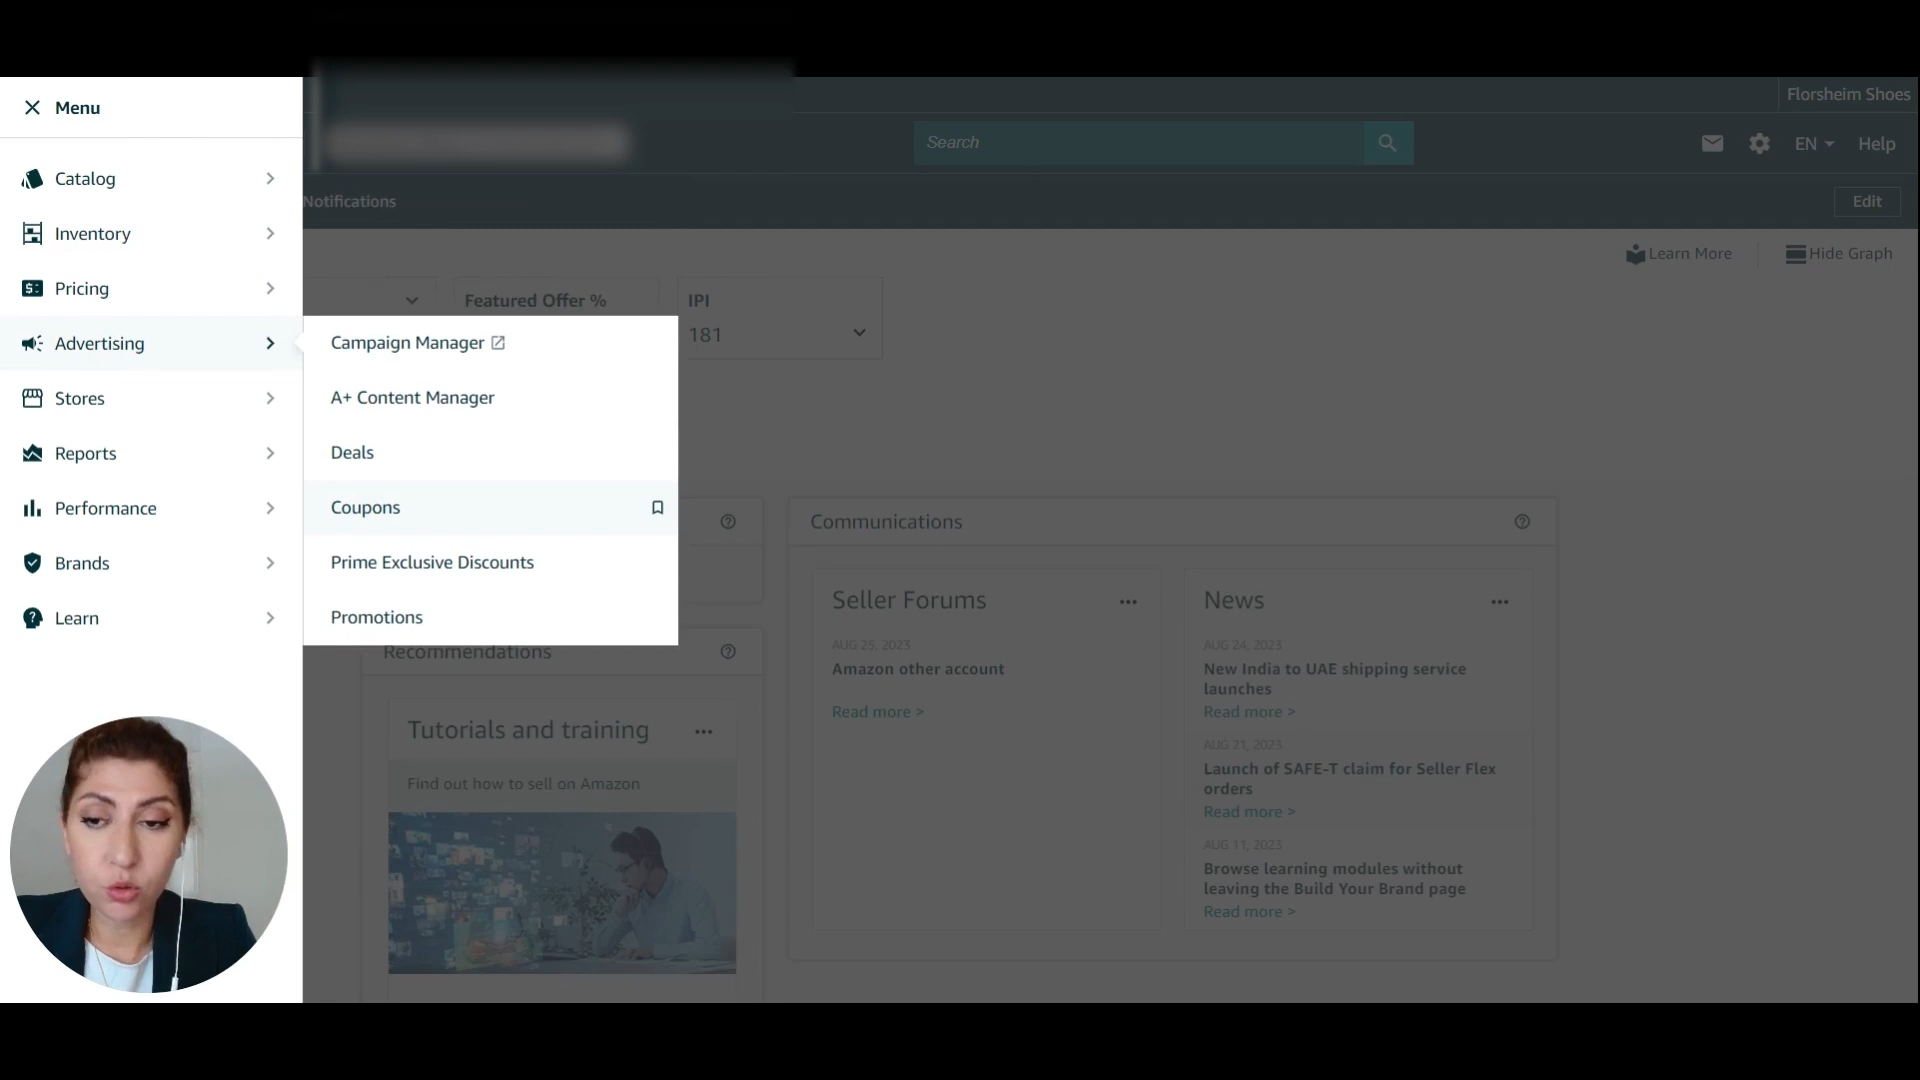 Menu
Florsheim Shoes
Search
EN
Help
Catalog
Notifications
Edit
Inventory
Learn More
Hide Graph
Pricing
Featured Offer %
IPI
181
Advertising
Campaign Manager
Stores
A+ Content Manager
Reports
Deals
Performance
Coupons
Brands
Prime Exclusive Discounts
Learn
Promotions
Recommendations
Tutorials and training
Find out how to sell on Amazon
Communications
Seller Forums
AUG 25, 2023
Amazon other account
Read more >
News
AUG 24, 2023
New India to UAE shipping service
launches
Read more >
AUG 21, 2023
Launch of SAFE-T claim for Seller Flex
orders
Read more >
AUG 11, 2023
Browse learning modules without
leaving the Build Your Brand page
Read more >